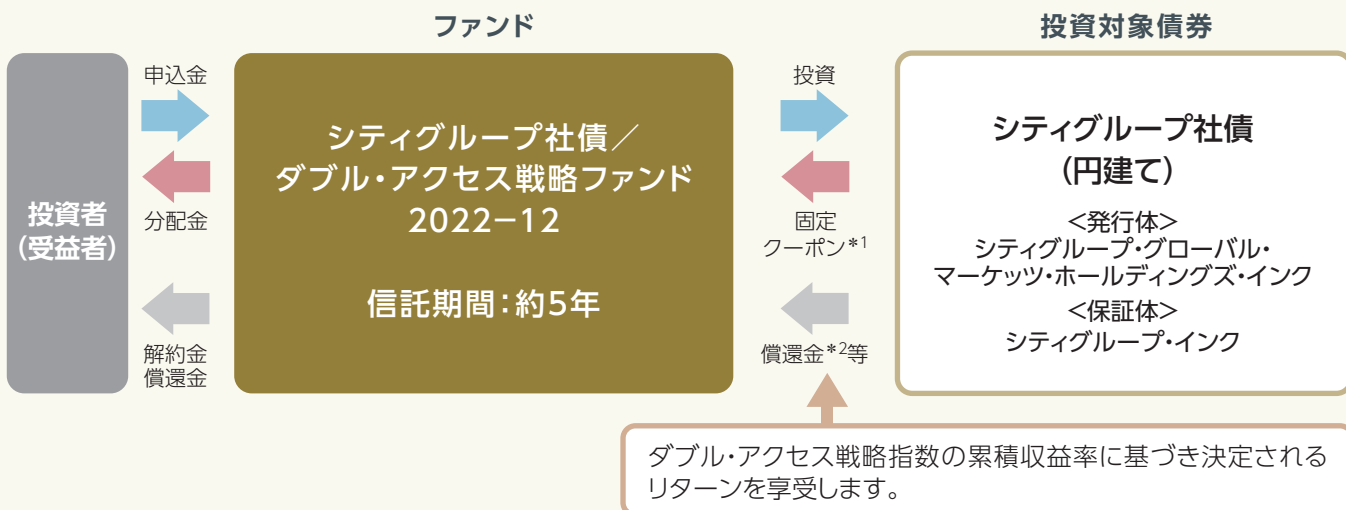 ファンド
投資対象債券
投資者
(受益者)
申込金
分配金
解約金
償還金
シティグループ社債／
ダブル・アクセス戦略ファンド
2022－12
信託期間：約5年
投資
固定
クーポン*1
償還金*2等
シティグループ社債
(円建て)
<発行体>
シティグループ・グローバル・
マーケッツ・ホールディングズ・インク
<保証体>
シティグループ・インク
ダブル・アクセス戦略指数の累積収益率に基づき決定される
リターンを享受します。